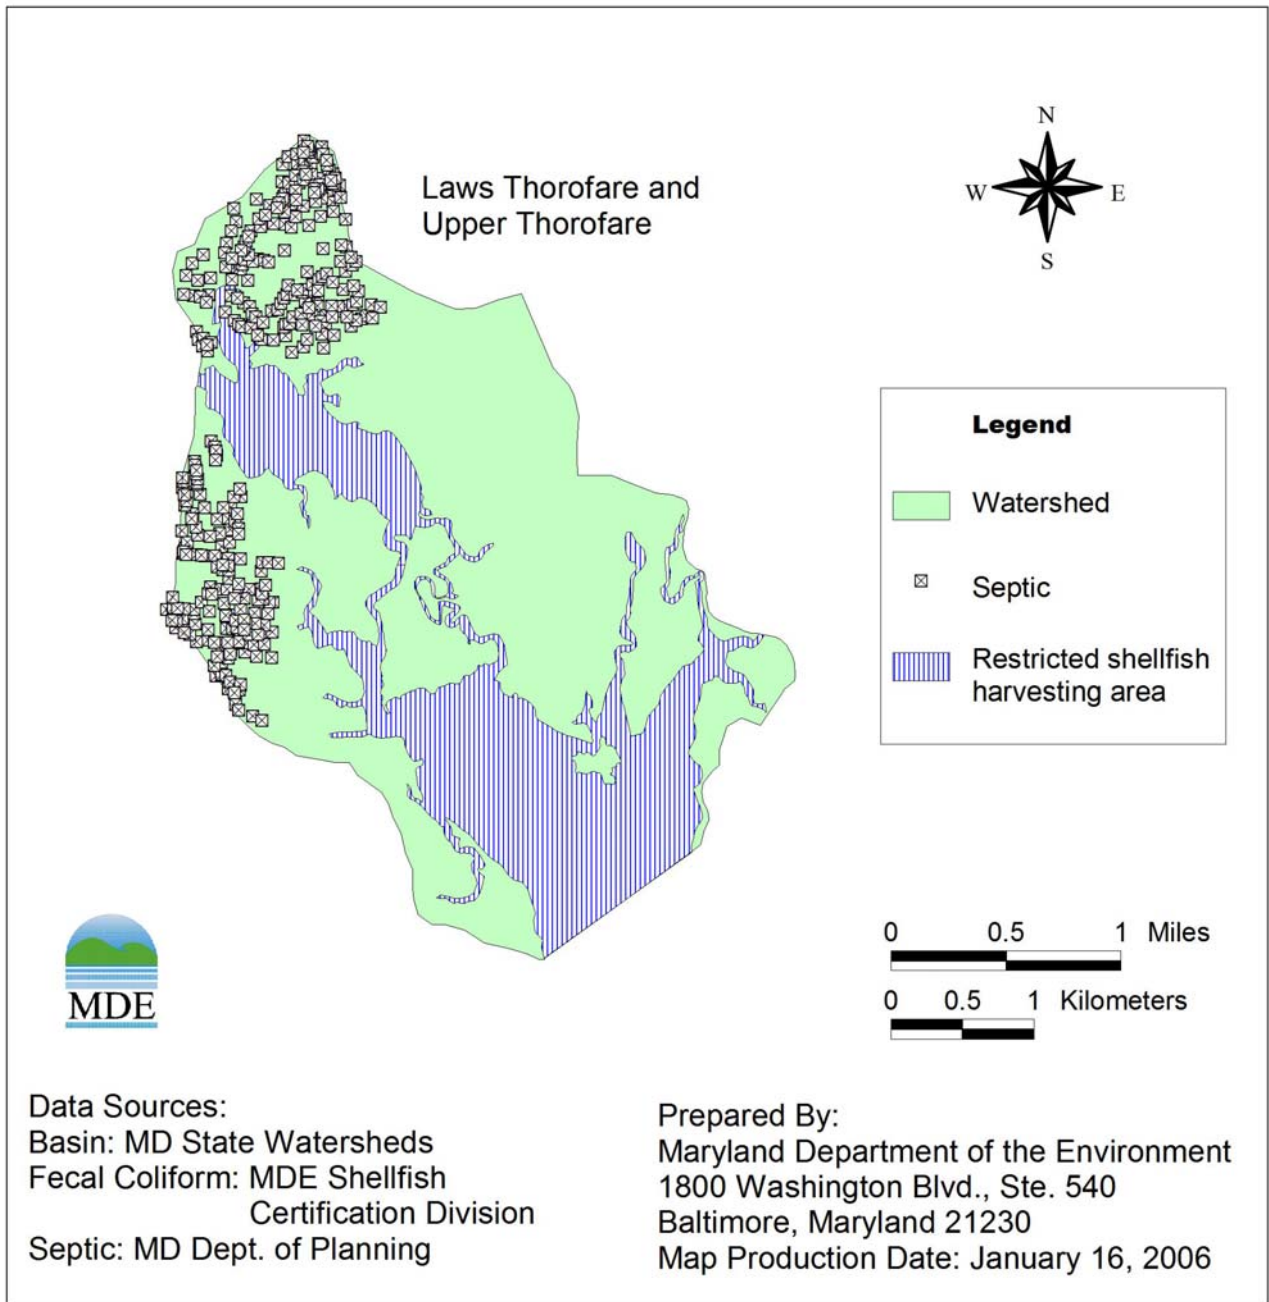 N
W E
S
Laws Thorofare and
Upper Thorofare
Legend
Watershed
Septic
Restricted shellfish
harvesting area
0 0.5 1 Miles
0 0.5 1 Kilometers
MDE
Data Sources:
Basin: MD State Watersheds
Fecal Coliform: MDE Shellfish
Certification Division
Septic: MD Dept. of Planning
Prepared By:
Maryland Department of the Environment
1800 Washington Blvd., Ste. 540
Baltimore, Maryland 21230
Map Production Date: January 16, 2006